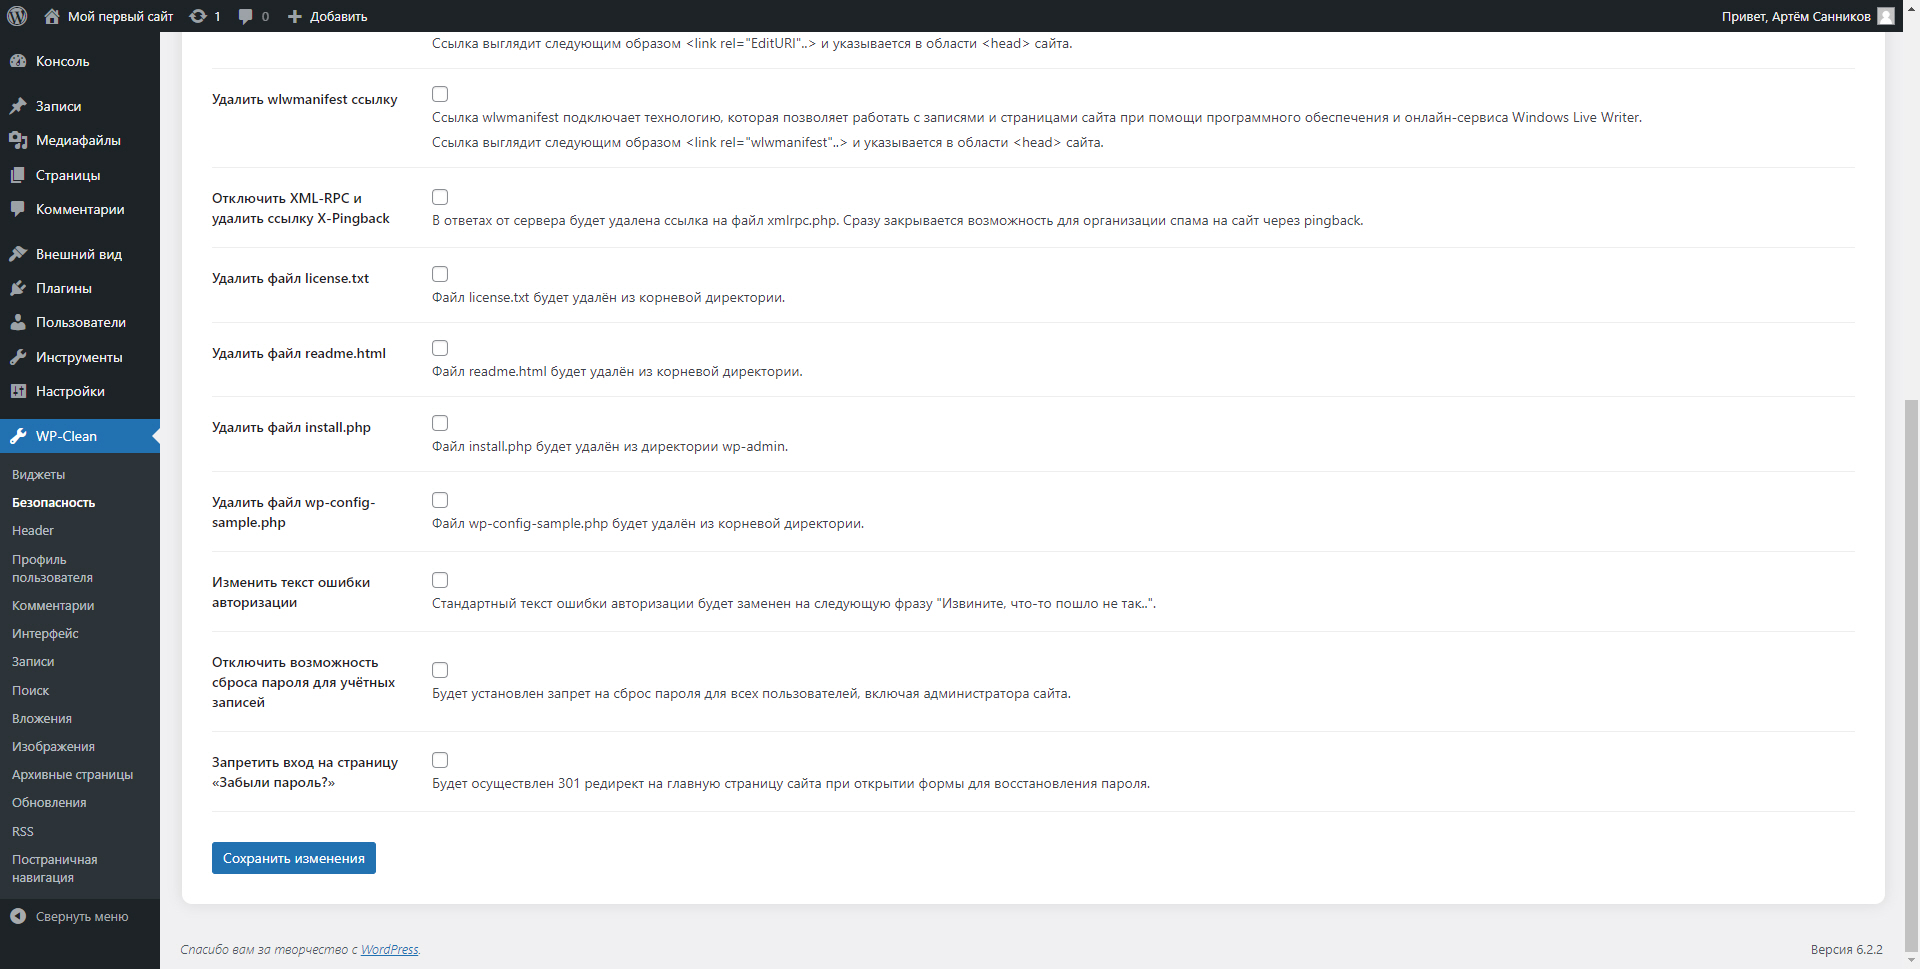 Мой первый сайт
1
0
Добавить
Привет, Артём Санников
Консоль
Записи
Медиафайлы
Страницы
Комментарии
Внешний вид
Плагины
Пользователи
Инструменты
Настройки
WP-Clean
Виджеты
Безопасность
Header
Профиль
пользователя
Комментарии
Интерфейс
Записи
Поиск
Вложения
Изображения
Архивные страницы
Обновления
RSS
Постраничная
навигация
Свернуть меню
Ссылка выглядит следующим образом <link rel="EditURI"..> и указывается в области <head> сайта.
Удалить wlwmanifest ссылку
Ссылка wlwmanifest подключает технологию, которая позволяет работать с записями и страницами сайта при помощи программного обеспечения и онлайн-сервиса Windows Live Writer.
Ссылка выглядит следующим образом <link rel="wlwmanifest"..> и указывается в области <head> сайта.
Отключить XML-RPC и
удалить ссылку X-Pingback
В ответах от сервера будет удалена ссылка на файл xmlrpc.php. Сразу закрывается возможность для организации спама на сайт через pingback.
Удалить файл license.txt
Файл license.txt будет удалён из корневой директории.
Удалить файл readme.html
Файл readme.html будет удалён из корневой директории.
Удалить файл install.php
Файл install.php будет удалён из директории wp-admin.
Удалить файл wp-config-
sample.php
Файл wp-config-sample.php будет удалён из корневой директории.
Изменить текст ошибки
авторизации
Стандартный текст ошибки авторизации будет заменен на следующую фразу "Извините, что-то пошло не так..".
Отключить возможность
сброса пароля для учётных
записей
Будет установлен запрет на сброс пароля для всех пользователей, включая администратора сайта.
Запретить вход на страницу
«Забыли пароль?»
Будет осуществлен 301 редирект на главную страницу сайта при открытии формы для восстановления пароля.
Сохранить изменения
Спасибо вам за творчество с WordPress.
Версия 6.2.2